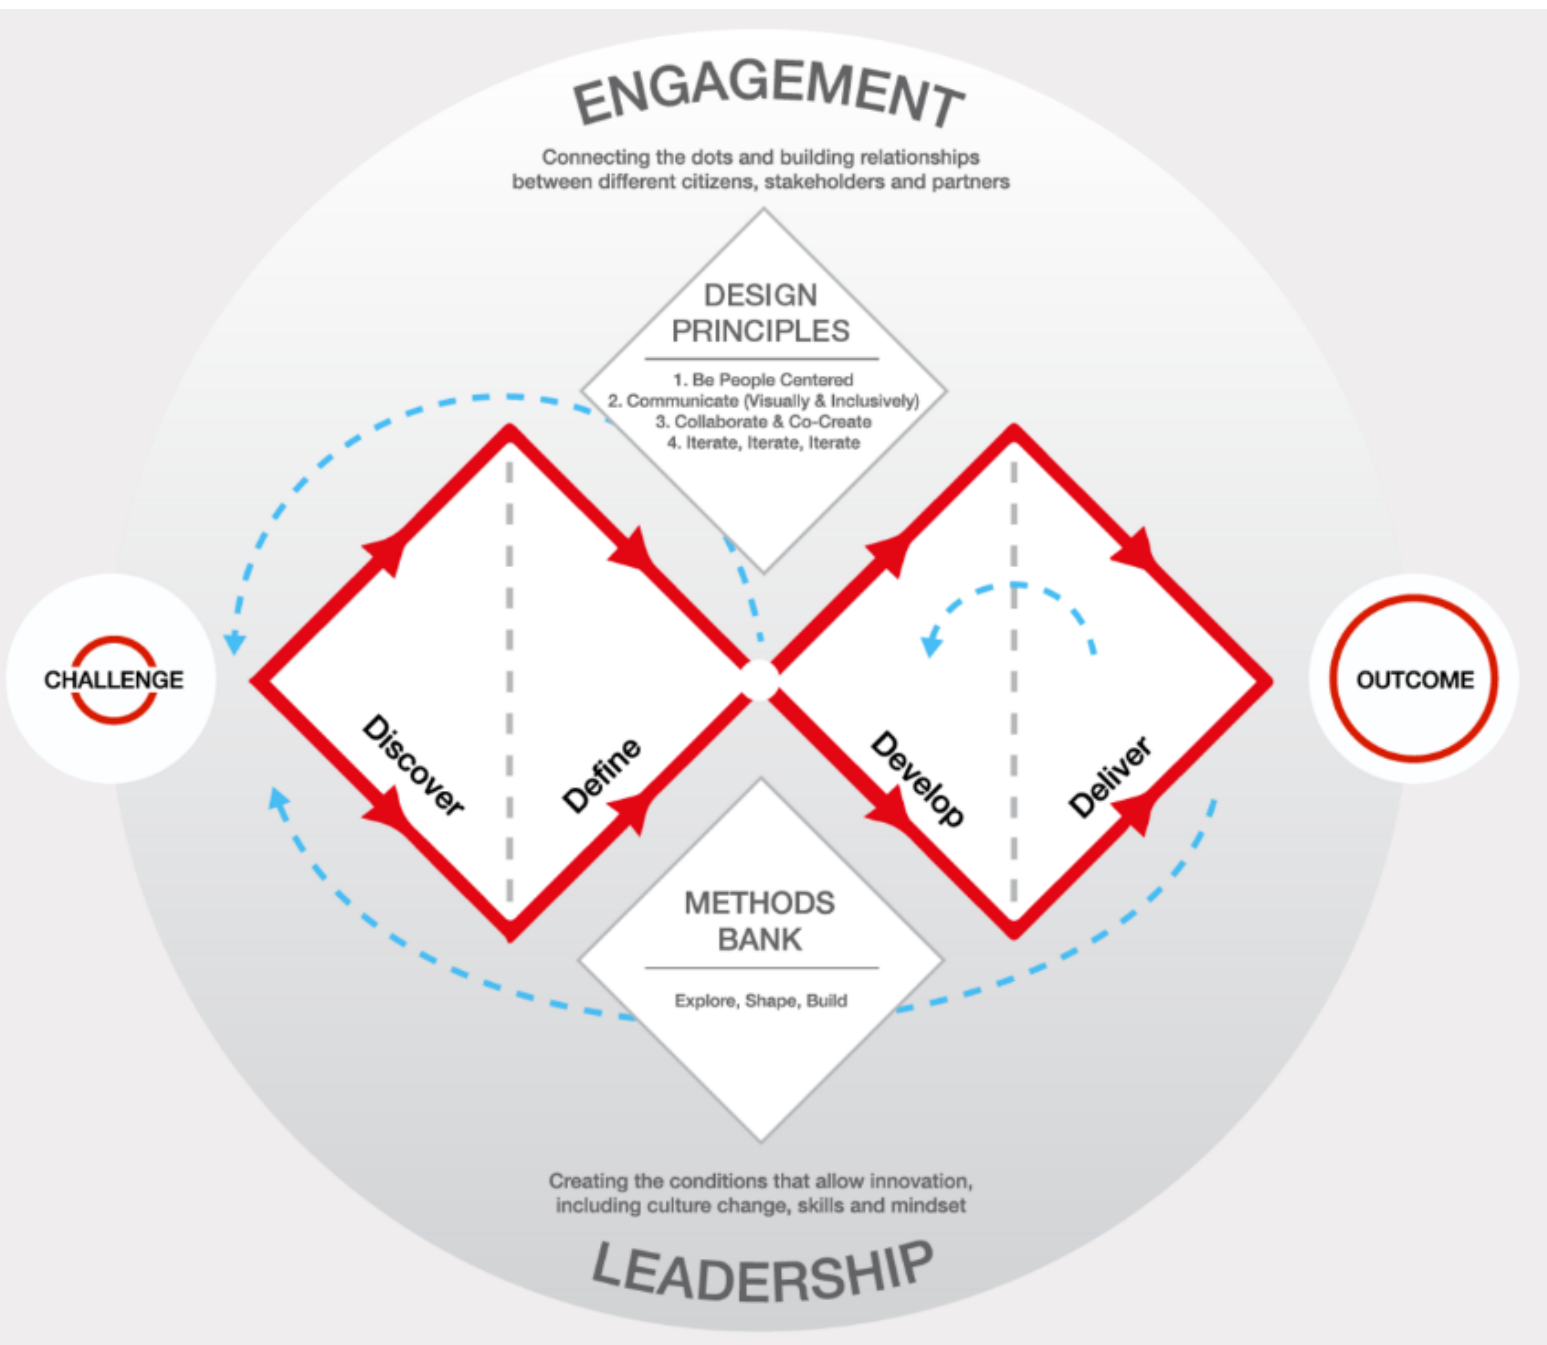 ENGAGEMENT
Connecting the dots and building relationships
between different citizens, stakeholders and partners
DESIGN
PRINCIPLES
1. Be People Centered
2. Communicate (Visually & Inclusively)
3. Collaborate & Co-Create
4. Iterate, Iterate, Iterate
CHALLENGE
Discover
Define
Develop
Deliver
OUTCOME
METHODS
BANK
Explore, Shape, Build
Creating the conditions that allow innovation,
including culture change, skills and mindset
LEADERSHIP